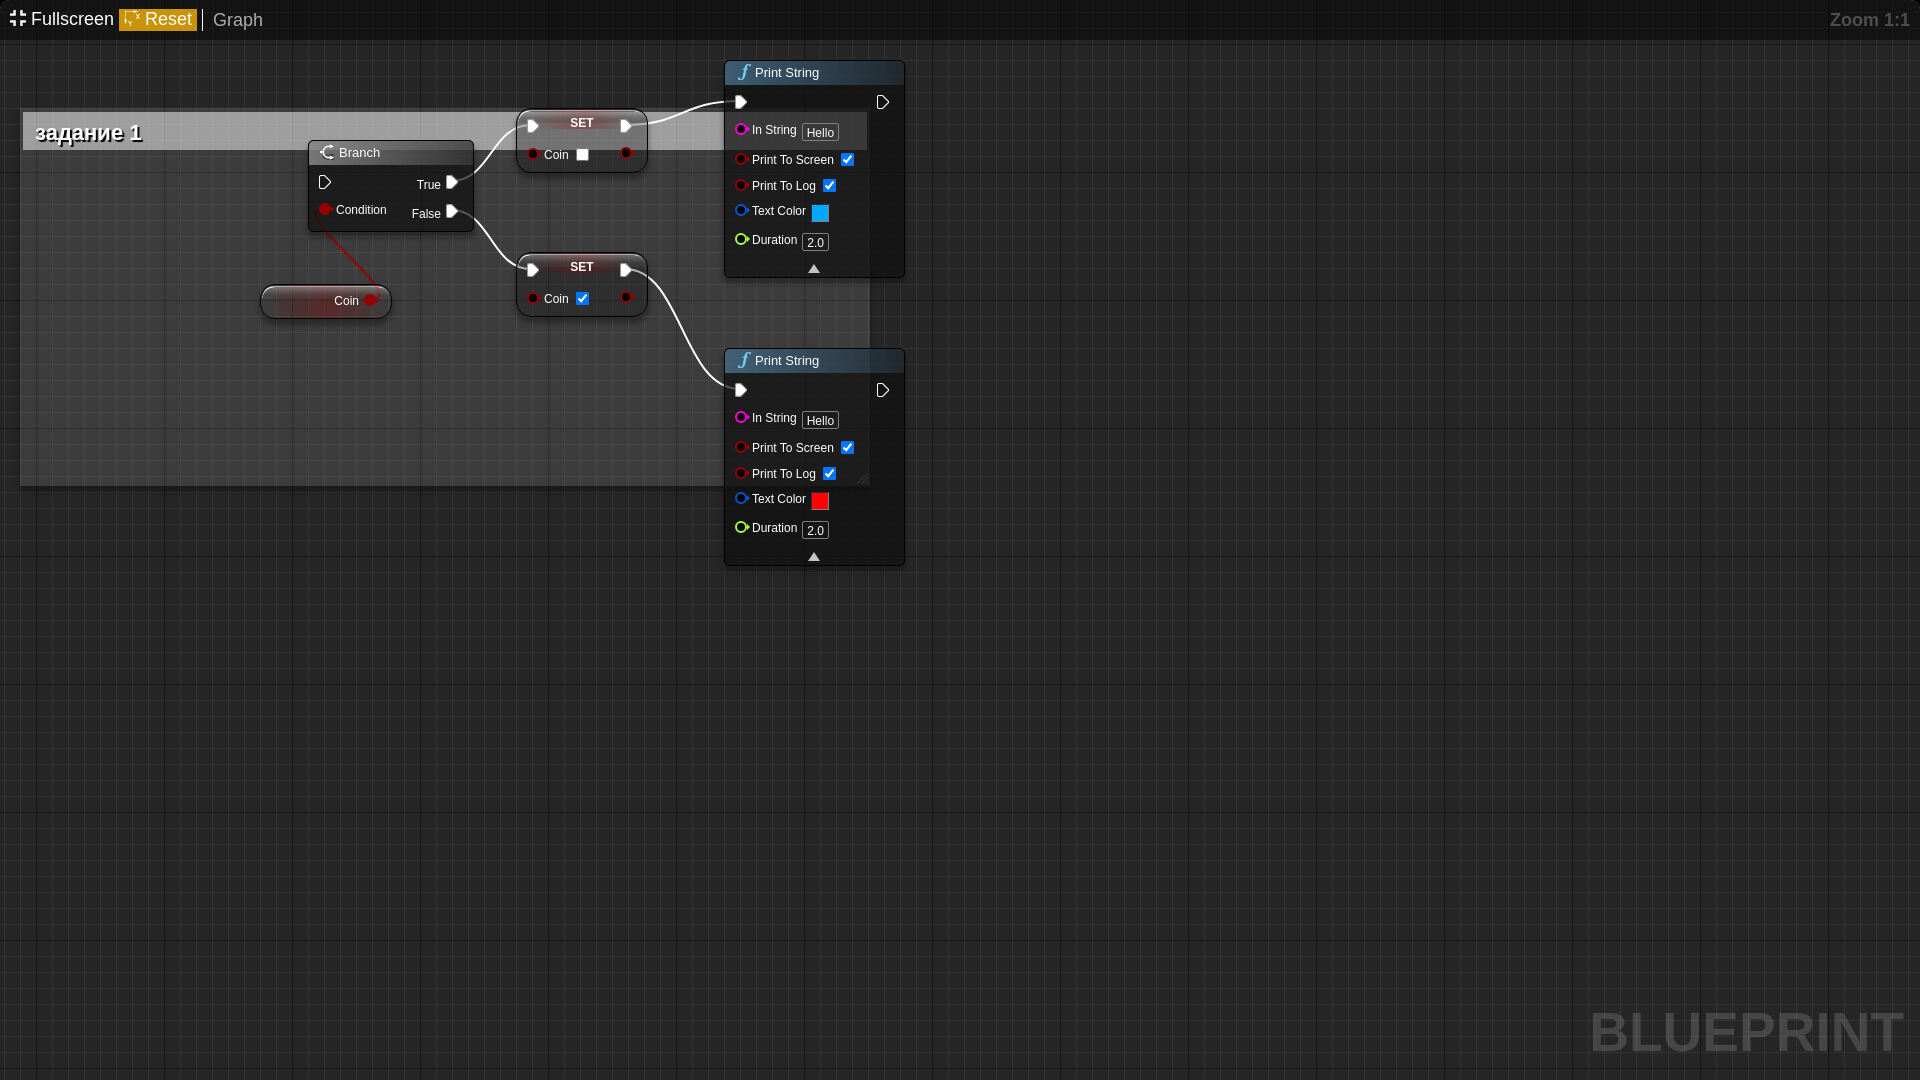 Fullscreen Reset Graph
Zoom 1:1
задание 1
Branch
True
Condition
False
Coin
SET
Coin
SET
Coin
Print String
In String Hello
Print To Screen
Print To Log
Text Color
Duration 2.0
Print String
In String Hello
Print To Screen
Print To Log
Text Color
Duration 2.0
BLUEPRINT